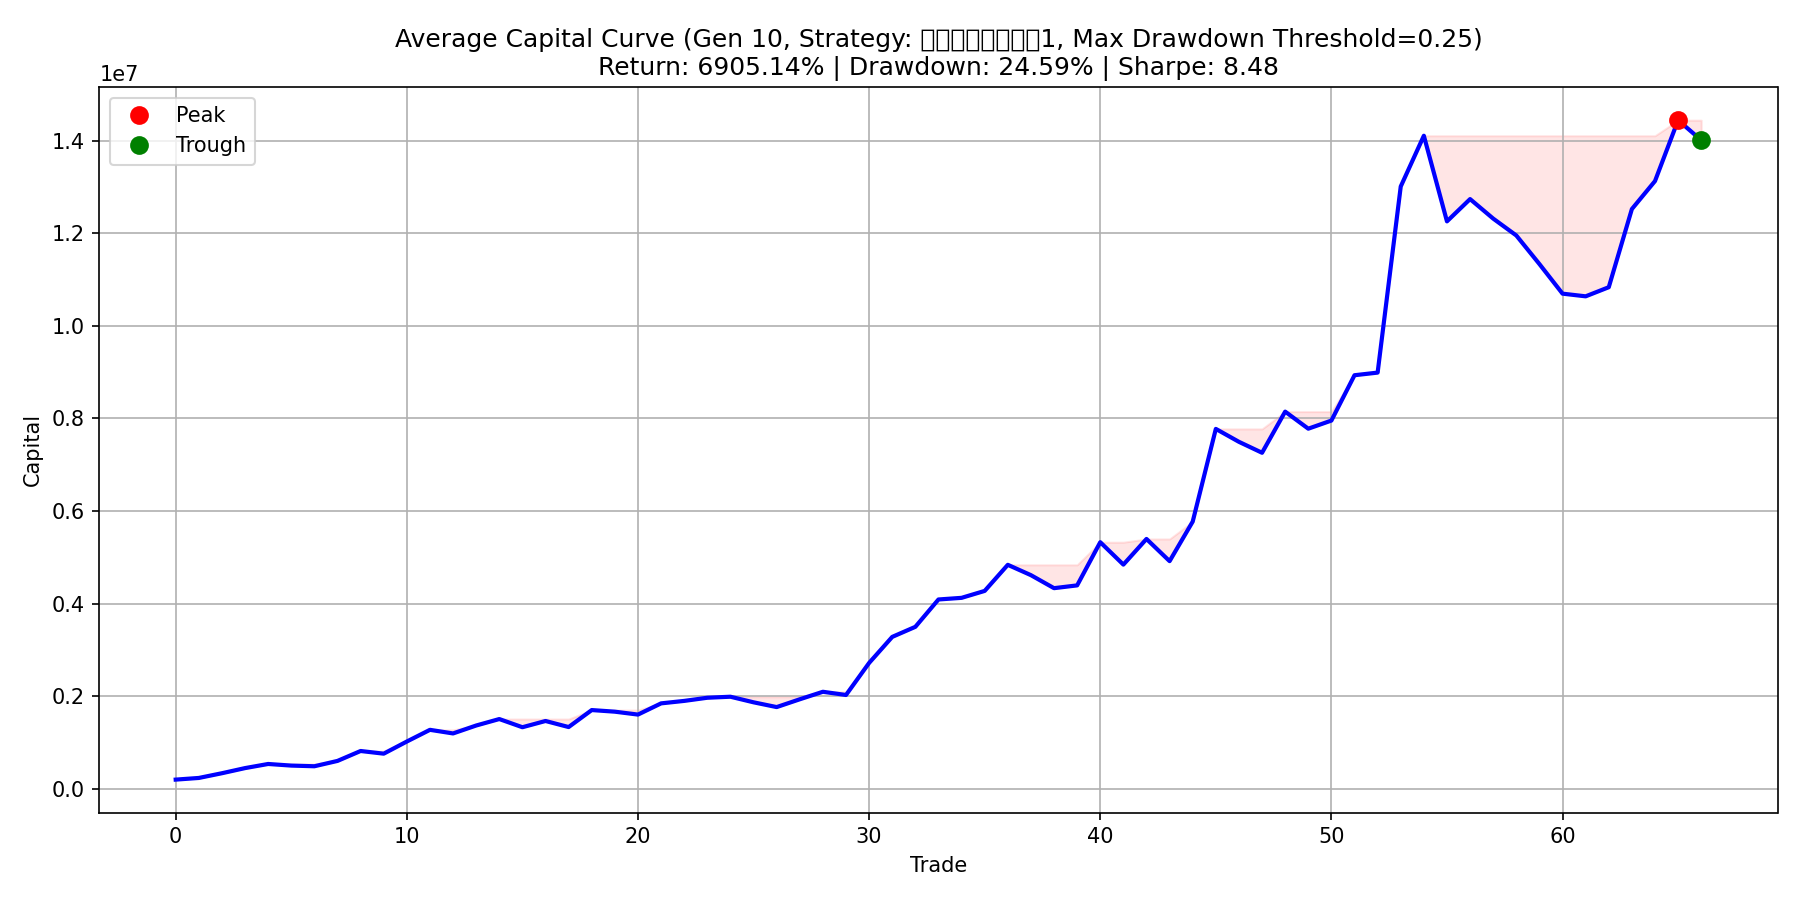 Average Capital Curve (Gen 10, Strategy: □□□□□□□□1, Max Drawdown Threshold=0.25)
Return: 6905.14% | Drawdown: 24.59% | Sharpe: 8.48
1e7
Peak
Trough
1.4
1.2
1.0
0.8
0.6
0.4
0.2
0.0
Capital
0 10 20 30 40 50 60
Trade